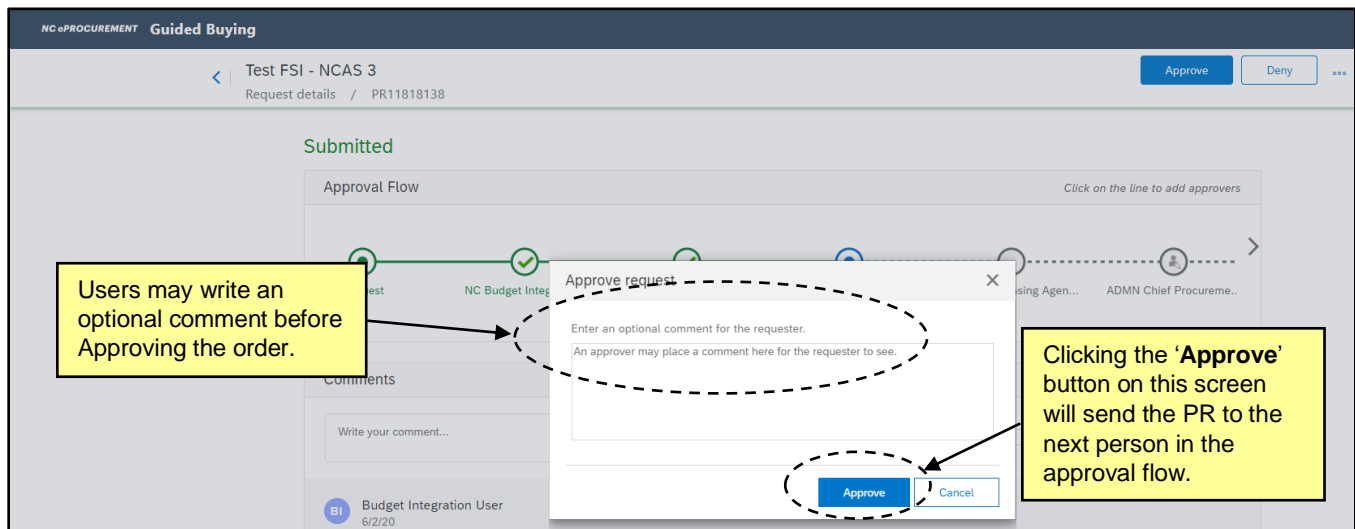 NC ePROCUREMENT Guided Buying
Test FSI - NCAS 3
Approve
Deny
Request details / PR11818138
Submitted
Approval Flow
Click on the line to add approvers
NC Budget Integ
sing Agen...
ADMN Chief Procureme..
Users may write an
optional comment before
Approving the order.
Approve request
Enter an optional comment for the requester.
An approver may place a comment here for the requester to see.
Clicking the ‘Approve’
button on this screen
will send the PR to the
next person in the
approval flow.
Comments
Write your comment...
Approve
Cancel
BI
Budget Integration User
6/2/20